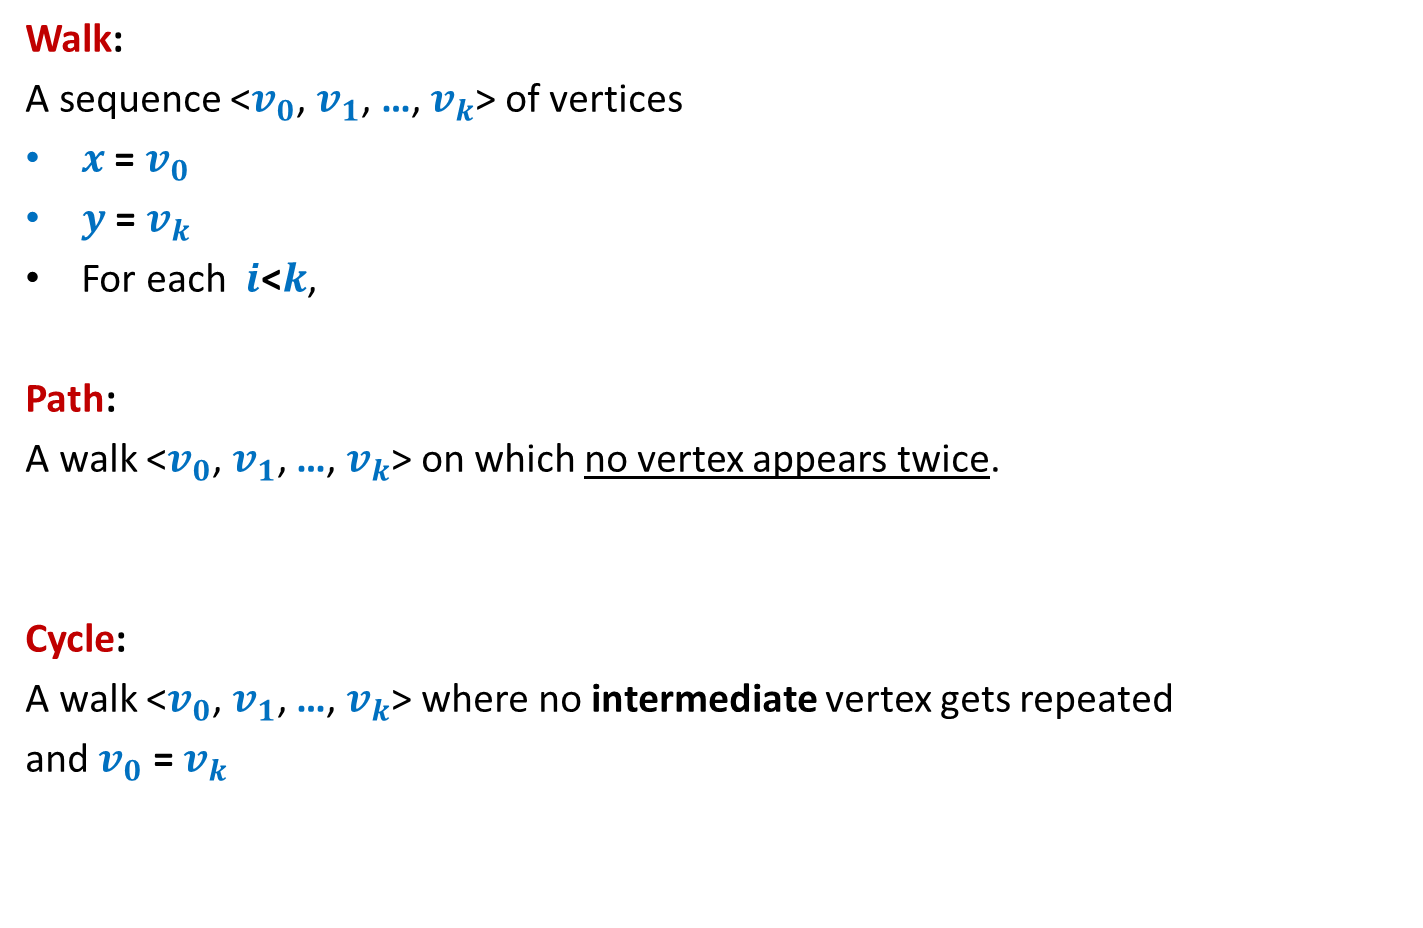 Walk:
A sequence <v₀, v₁, …, vₖ> of vertices
• x = v₀
• y = vₖ
• For each i<k,
Path:
A walk <v₀, v₁, …, vₖ> on which no vertex appears twice.
Cycle:
A walk <v₀, v₁, …, vₖ> where no intermediate vertex gets repeated
and v₀ = vₖ